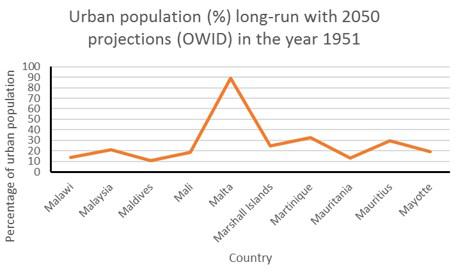 Urban population (%) long-run with 2050
projections (OWID) in the year 1951
Percentage of urban population
100
90
80
70
60
50
40
30
20
10
0
Malawi
Malaysia
Maldives
Mali
Malta
Marshall Islands
Martinique
Mauritania
Mauritius
Mayotte
Country